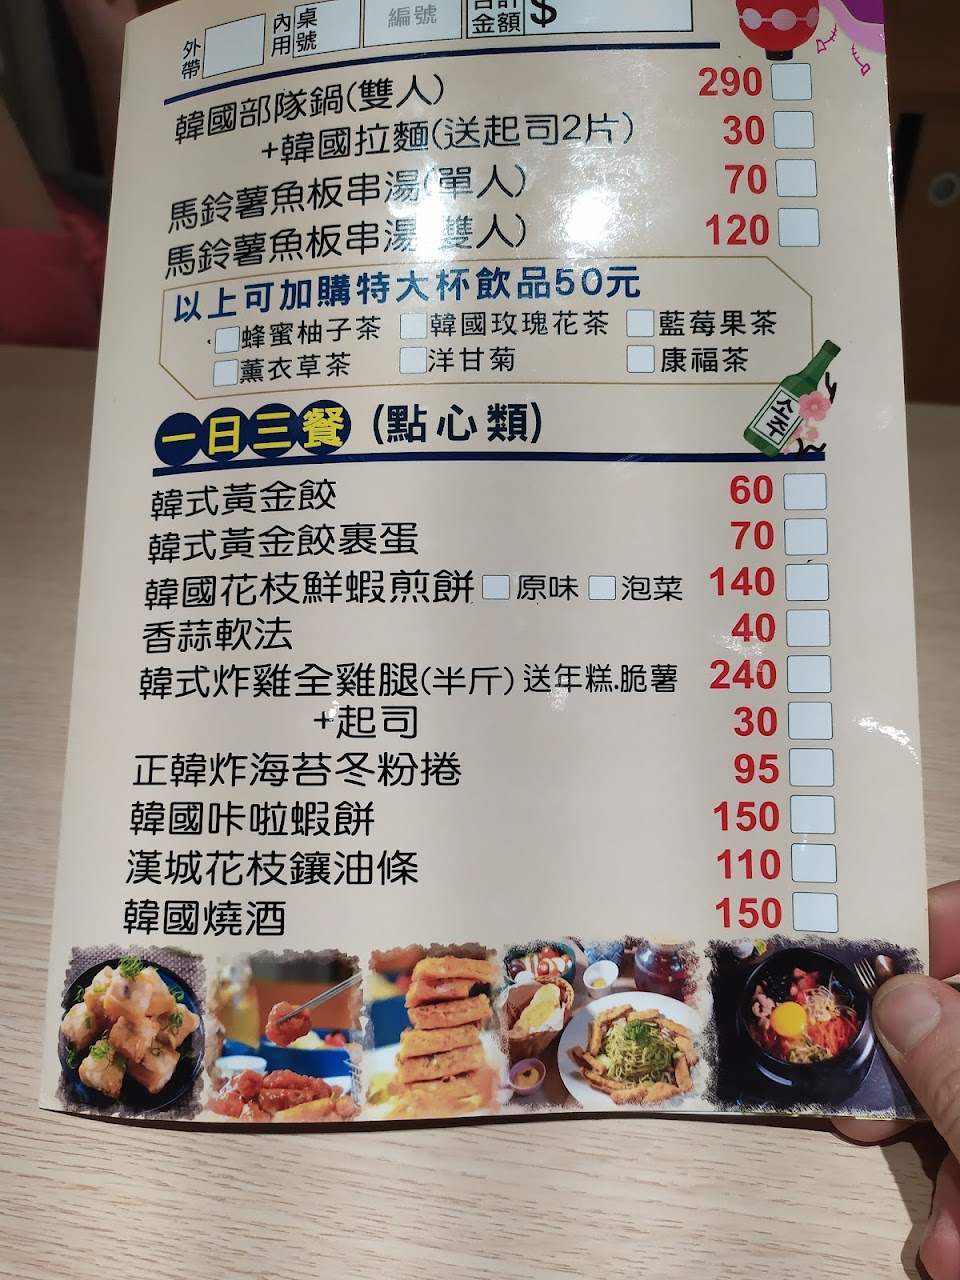 外帶 內用 桌號 編號 合計金額 $
韓國部隊鍋(雙人) 290
+韓國拉麵(送起司2片) 30
馬鈴薯魚板串湯(單人) 70
馬鈴薯魚板串湯(雙人) 120
以上可加購特大杯飲品50元
蜂蜜柚子茶 韓國玫瑰花茶 藍莓果茶
薰衣草茶 洋甘菊 康福茶
소주
一日三餐 (點心類)
韓式黃金餃 60
韓式黃金餃裹蛋 70
韓國花枝鮮蝦煎餅 原味 泡菜 140
香蒜軟法 40
韓式炸雞全雞腿(半斤)送年糕.脆薯 240
+起司 30
正韓炸海苔冬粉捲 95
韓國咔啦蝦餅 150
漢城花枝鑲油條 110
韓國燒酒 150